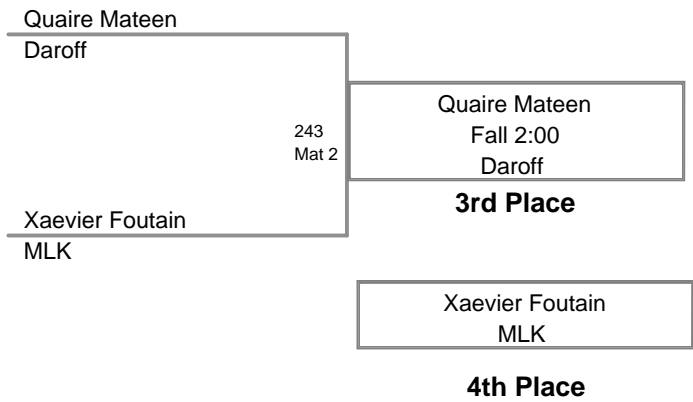 Quaire Mateen
Daroff
Quaire Mateen
Fall 2:00
Daroff
243
Mat 2
3rd Place
Xaevier Foutain
MLK
Xaevier Foutain
MLK
4th Place